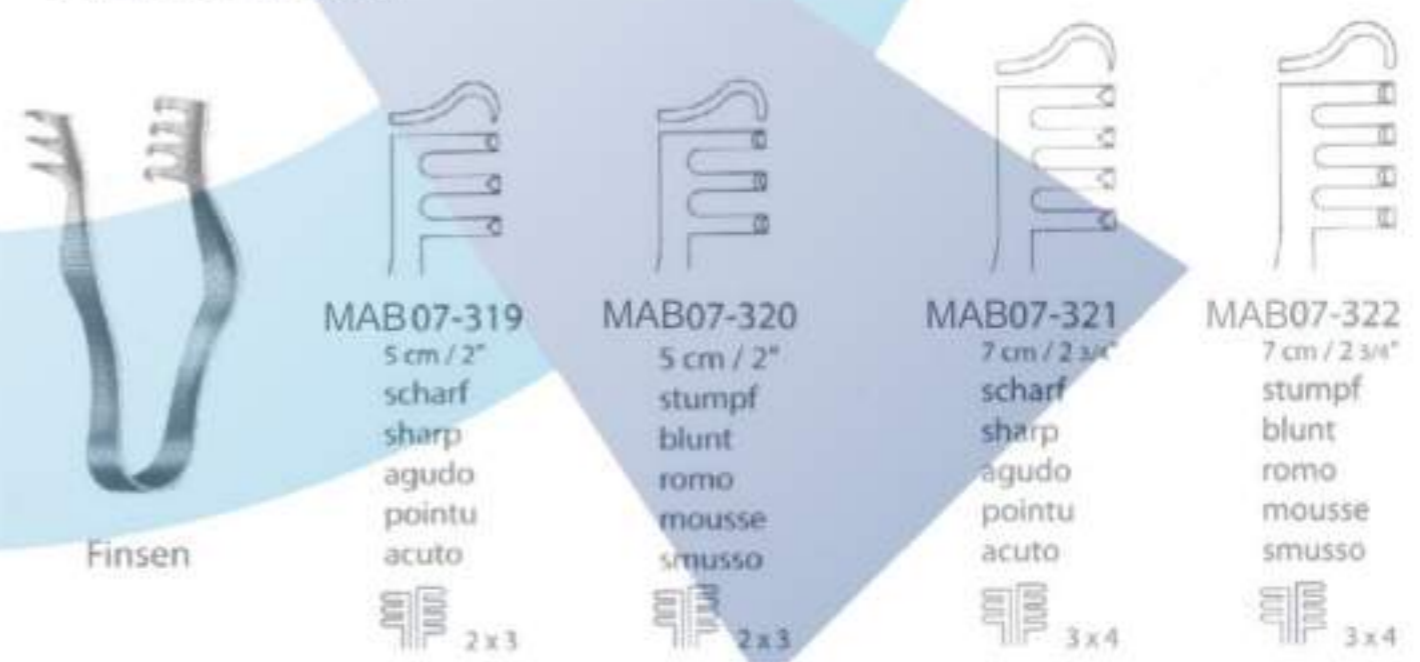 Finsen
MAB07-319
5 cm / 2"
scharf
sharp
agudo
pointu
acuto
2 x 3
MAB07-320
5 cm / 2"
stumpf
blunt
romo
mousse
smusso
2 x 3
MAB07-321
7 cm / 2 3/4"
scharf
sharp
agudo
pointu
acuto
3 x 4
MAB07-322
7 cm / 2 3/4"
stumpf
blunt
romo
mousse
smusso
3 x 4